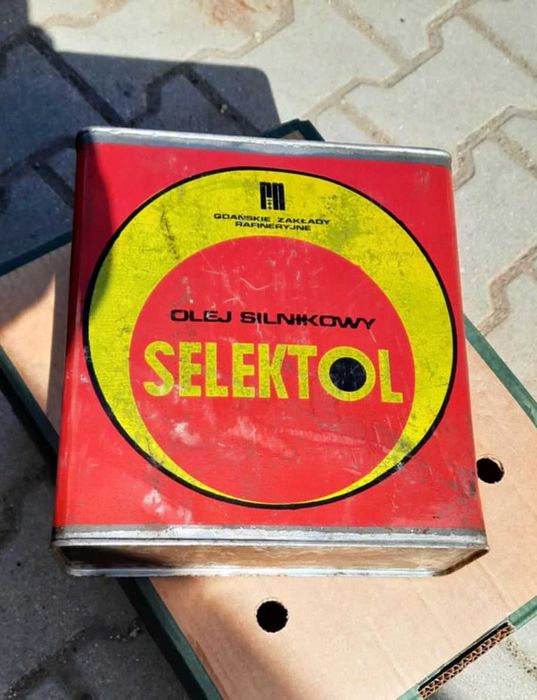 GDAŃSKIE ZAKŁADY
RAFINERYJNE
OLEJ SILNIKOWY
SELEKTOL